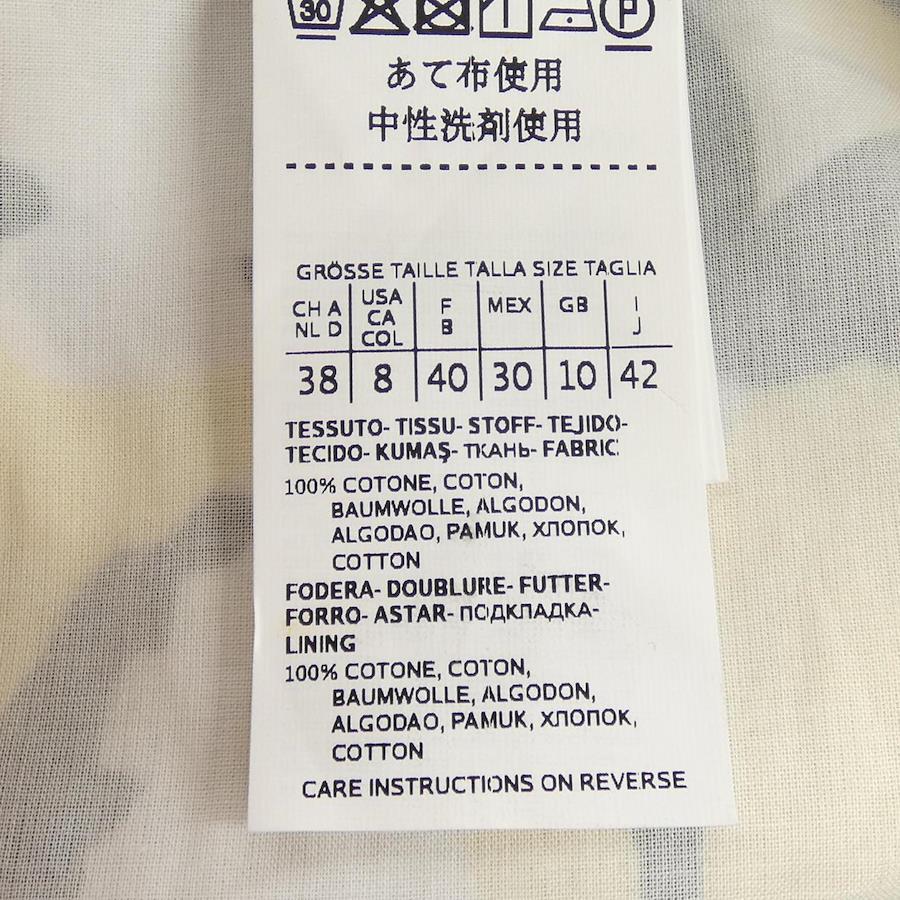 30 P
あて布使用
中性洗剤使用
GRÖSSE TAILLE TALLA SIZE TAGLIA
CH A NL D USA CA COL F B MEX GB I J
38 8 40 30 10 42
TESSUTO- TISSU- STOFF- TEJIDO-
TECIDO- KUMAŞ- ТКАНЬ- FABRIC:
100% COTONE, COTON,
BAUMWOLLE, ALGODON,
ALGODAO, PAMUK, ХЛОПОК,
COTTON
FODERA- DOUBLURE- FUTTER-
FORRO- ASTAR- ПОДКЛАДКА-
LINING
100% COTONE, COTON,
BAUMWOLLE, ALGODON,
ALGODAO, PAMUK, ХЛОПОК,
COTTON
CARE INSTRUCTIONS ON REVERSE